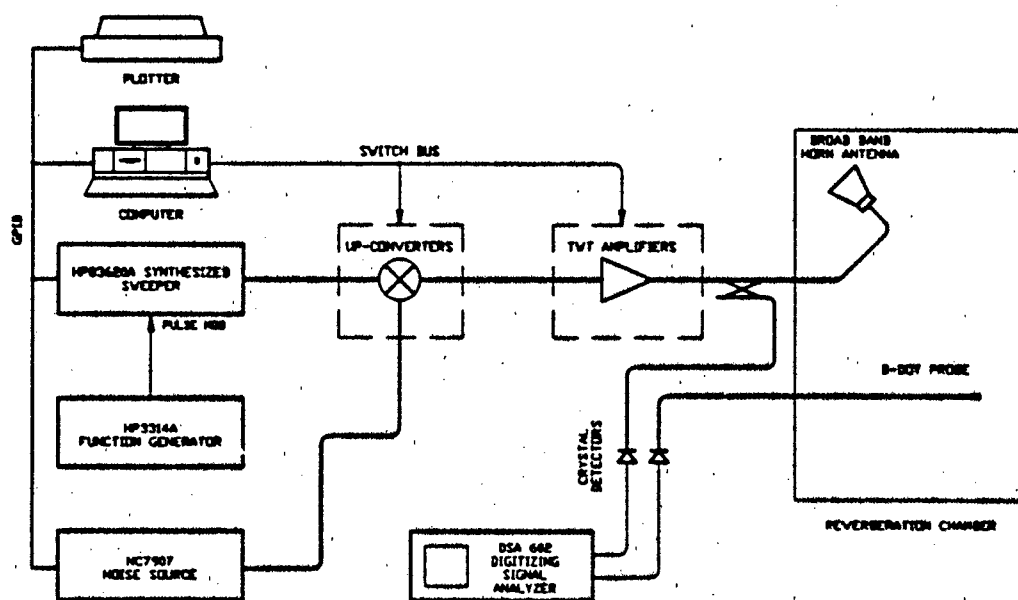 PLOTTER
COMPUTER
GPIB
SWITCH BUS
BROAD BAND
HORN ANTENNA
UP-CONVERTERS
TWT AMPLIFIERS
HP83620A SYNTHESIZED
SWEEPER
PULSE MOD
HP3314A
FUNCTION GENERATOR
CRYSTAL
DETECTORS
PROBE
REVERBERATION CHAMBER
NC7907
NOISE SOURCE
DSA 602
DIGITIZING
SIGNAL
ANALYZER